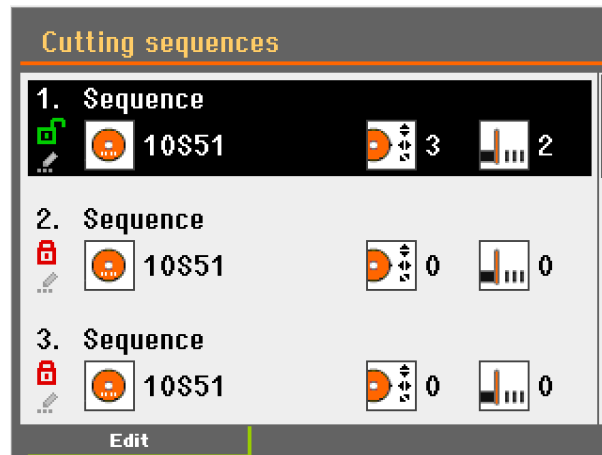 Cutting sequences
1. Sequence
10S51 3 2
2. Sequence
10S51 0 0
3. Sequence
10S51 0 0
Edit